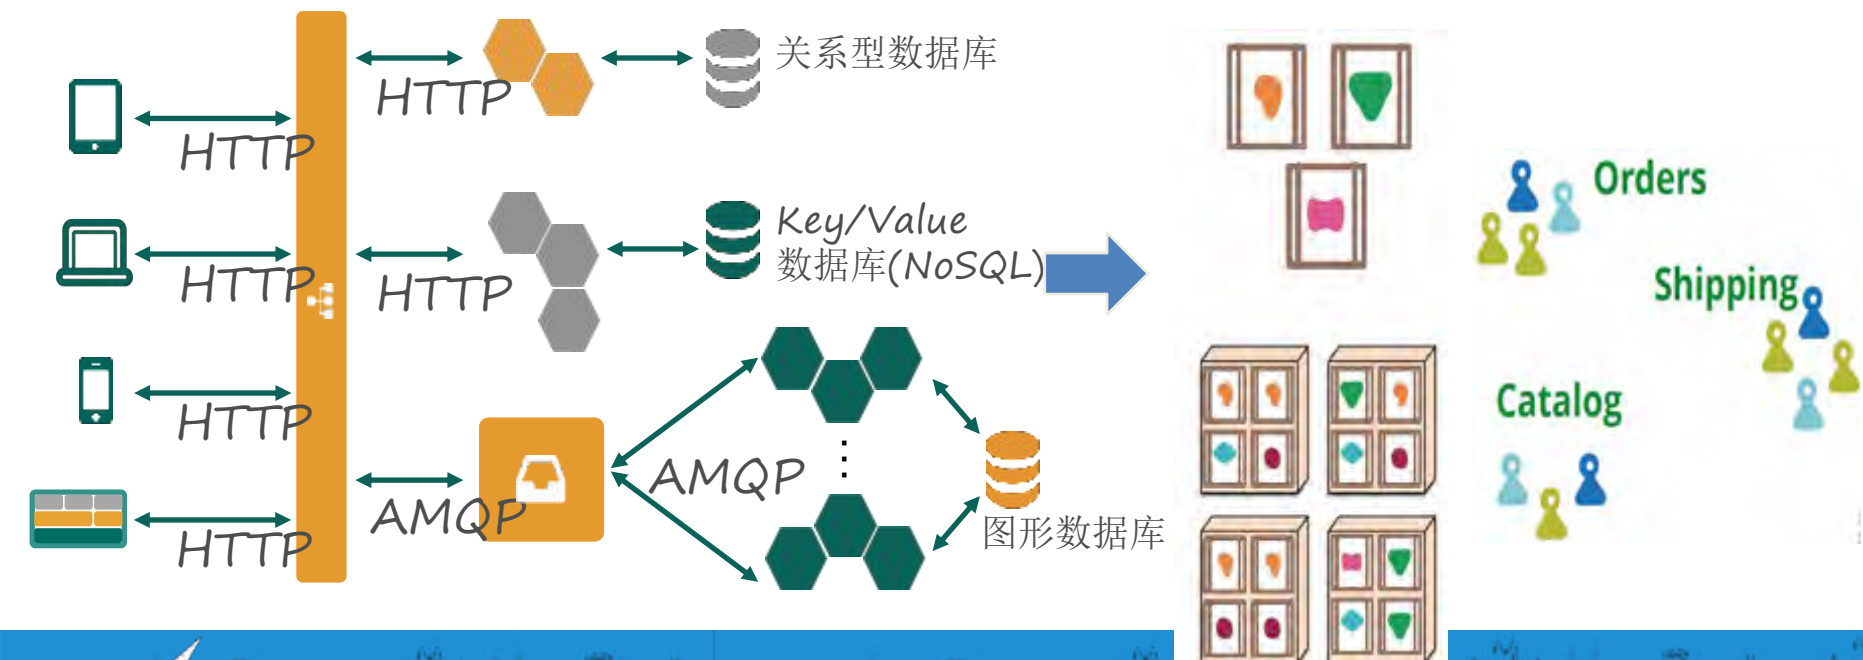 HTTP
HTTP
HTTP
HTTP
HTTP
关系型数据库
HTTP
Key/Value
数据库(NoSQL)
AMQP
AMQP
图形数据库
Orders
Shipping
Catalog